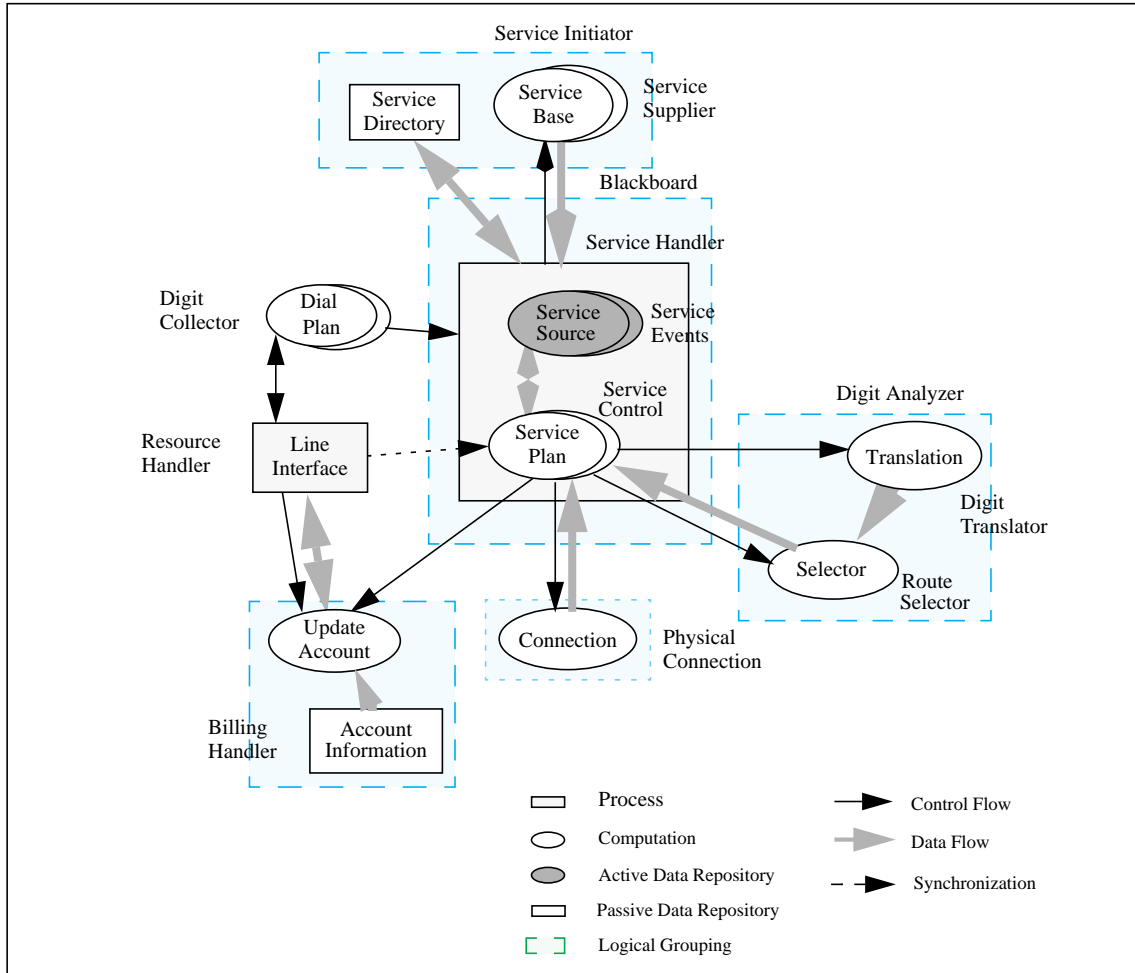 Service Initiator
Service
Directory
Service
Base
Service
Supplier
Blackboard
Service Handler
Digit
Collector
Dial
Plan
Service
Source
Service
Events
Service
Control
Digit Analyzer
Resource
Handler
Line
Interface
Service
Plan
Translation
Digit
Translator
Selector
Route
Selector
Update
Account
Connection
Physical
Connection
Billing
Handler
Account
Information
Process
Control Flow
Computation
Data Flow
Active Data Repository
Synchronization
Passive Data Repository
Logical Grouping